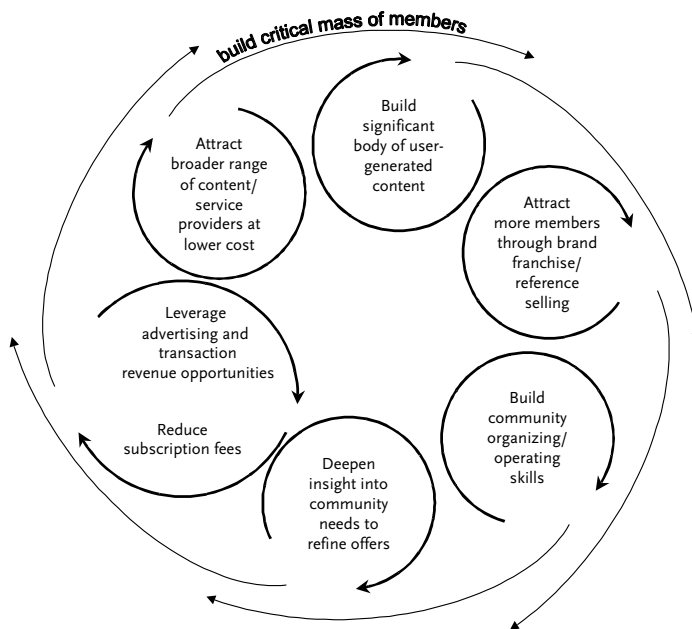 build critical mass of members
Build
significant
body of user-
generated
content
Attract
more members
through brand
franchise/
reference
selling
Build
community
organizing/
operating
skills
Deepen
insight into
community
needs to
refine offers
Leverage
advertising and
transaction
revenue opportunities
Reduce
subscription fees
Attract
broader range
of content/
service
providers at
lower cost